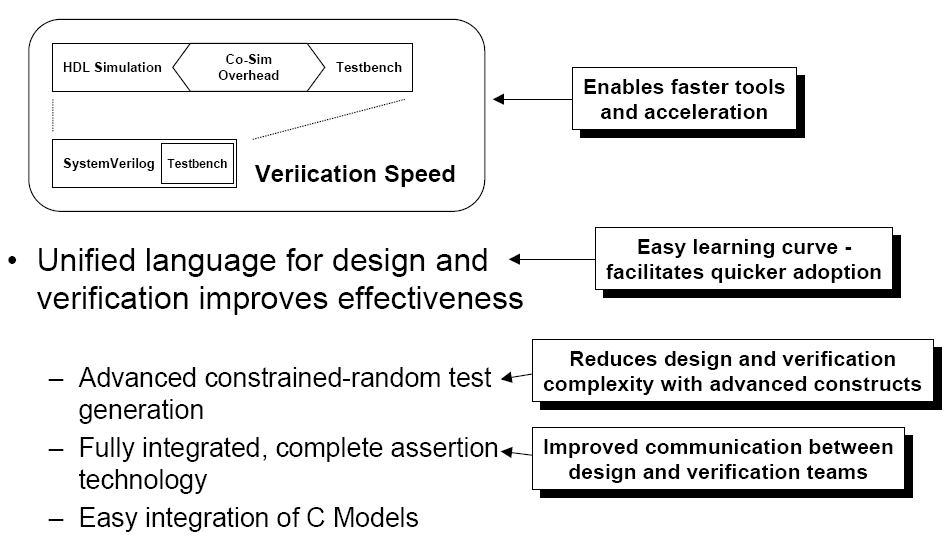 HDL Simulation
Co-Sim
Overhead
Testbench
Enables faster tools
and acceleration
SystemVerilog
Testbench
Veriication Speed
• Unified language for design and
verification improves effectiveness
Easy learning curve -
facilitates quicker adoption
– Advanced constrained-random test
generation
Reduces design and verification
complexity with advanced constructs
– Fully integrated, complete assertion
technology
Improved communication between
design and verification teams
– Easy integration of C Models